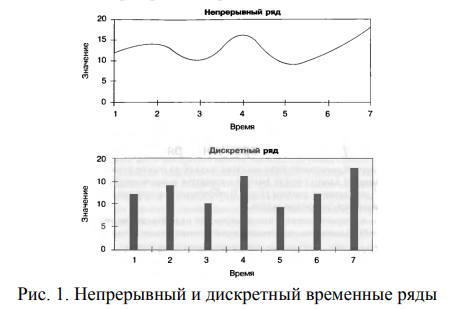 Непрерывный ряд
20
15
10
5
0
Значение
1 2 3 4 5 6 7
Время
Дискретный ряд
20
10
10
5
0
Значение
1 2 3 4 5 6 7
Время
Рис. 1. Непрерывный и дискретный временные ряды